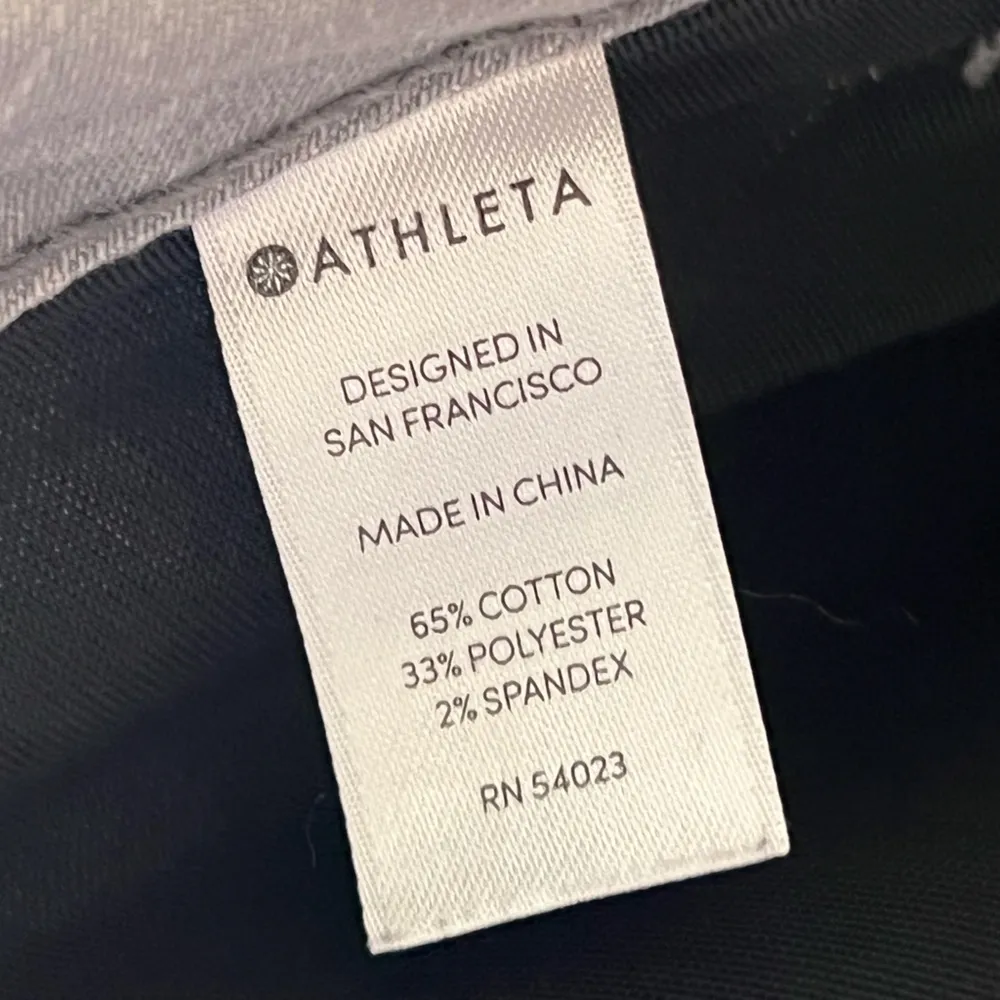 ATHLETA
DESIGNED IN
SAN FRANCISCO
MADE IN CHINA
65% COTTON
33% POLYESTER
2% SPANDEX
RN 54023